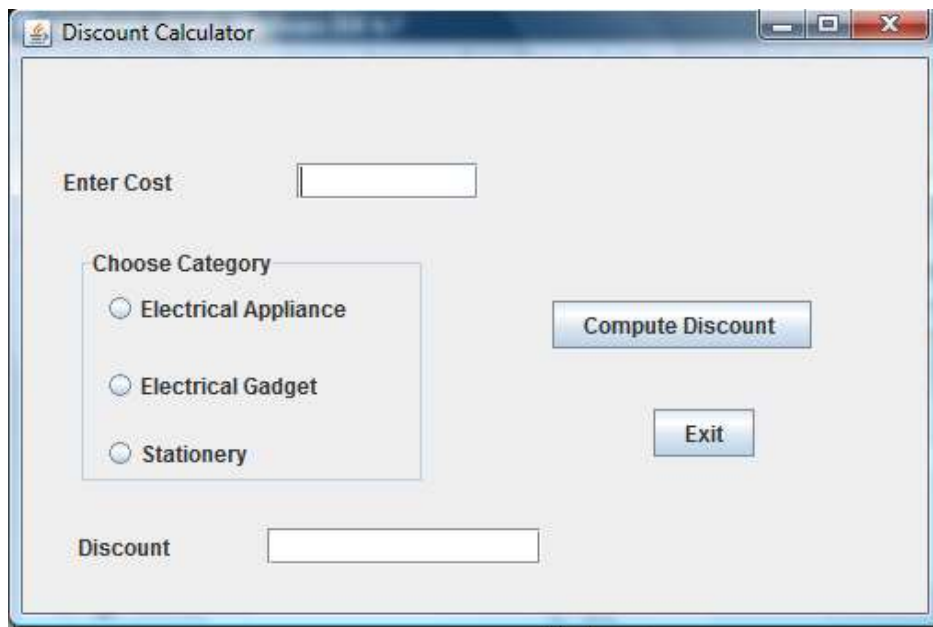 Discount Calculator
Enter Cost
Choose Category
Electrical Appliance
Compute Discount
Electrical Gadget
Exit
Stationery
Discount